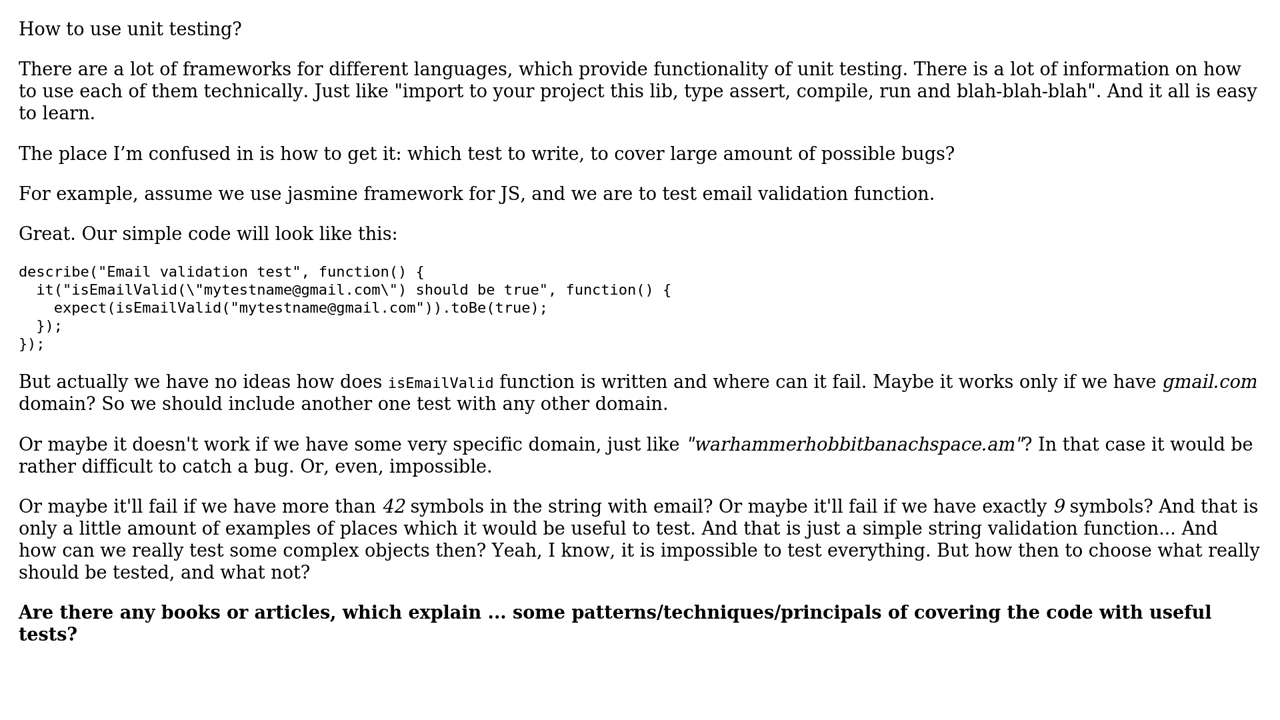 How to use unit testing?
There are a lot of frameworks for different languages, which provide functionality of unit testing. There is a lot of information on how
to use each of them technically. Just like "import to your project this lib, type assert, compile, run and blah-blah-blah". And it all is easy
to learn.
The place I’m confused in is how to get it: which test to write, to cover large amount of possible bugs?
For example, assume we use jasmine framework for JS, and we are to test email validation function.
Great. Our simple code will look like this:
describe("Email validation test", function() {
  it("isEmailValid(\"mytestname@gmail.com\") should be true", function() {
    expect(isEmailValid("mytestname@gmail.com")).toBe(true);
  });
});
But actually we have no ideas how does isEmailValid function is written and where can it fail. Maybe it works only if we have gmail.com
domain? So we should include another one test with any other domain.
Or maybe it doesn't work if we have some very specific domain, just like "warhammerhobbitbanachspace.am"? In that case it would be
rather difficult to catch a bug. Or, even, impossible.
Or maybe it'll fail if we have more than 42 symbols in the string with email? Or maybe it'll fail if we have exactly 9 symbols? And that is
only a little amount of examples of places which it would be useful to test. And that is just a simple string validation function... And
how can we really test some complex objects then? Yeah, I know, it is impossible to test everything. But how then to choose what really
should be tested, and what not?
Are there any books or articles, which explain ... some patterns/techniques/principals of covering the code with useful
tests?